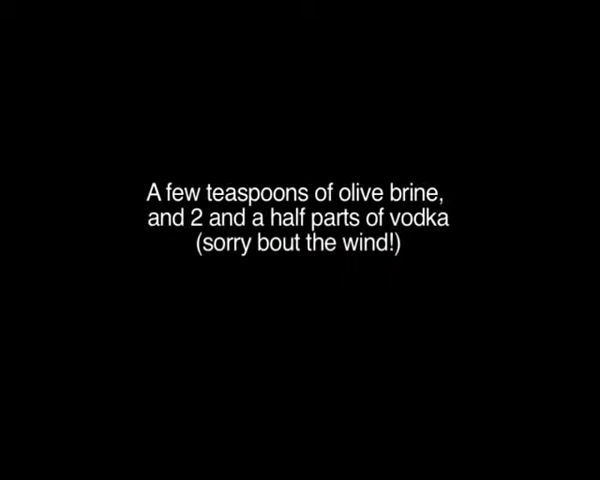 A few teaspoons of olive brine,
and 2 and a half parts of vodka
(sorry bout the wind!)